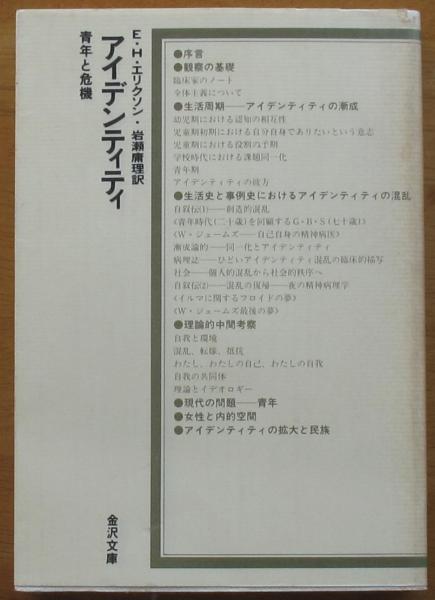 E・H・エリクソン・岩瀬庸理訳
アイデンティティ
青年と危機
●序言
●観察の基礎
臨床家のノート
全体主義について
●生活周期――アイデンティティの漸成
幼児期における認知の相互性
児童期初期における自分自身でありたいという意志
児童期における役割の予期
学校時代における課題同一化
青年期
アイデンティティの彼方
●生活史と事例史におけるアイデンティティの混乱
自叙伝(1)――創造的混乱
《青年時代(二十歳)を回顧するG・B・S(七十歳)》
《W・ジェームズ――自己自身の精神病医》
漸成論的――同一化とアイデンティティ
病理誌――ひどいアイデンティティ混乱の臨床的描写
社会――個人的混乱から社会的秩序へ
自叙伝(2)――混乱の復帰――夜の精神病理学
《イルマに関するフロイドの夢》
《W・ジェームズ最後の夢》
●理論的中間考察
自我と環境
混乱、転嫁、抵抗
わたし、わたしの自己、わたしの自我
自我の共同体
理論とイデオロギー
●現代の問題――青年
●女性と内的空間
●アイデンティティの拡大と民族
金沢文庫